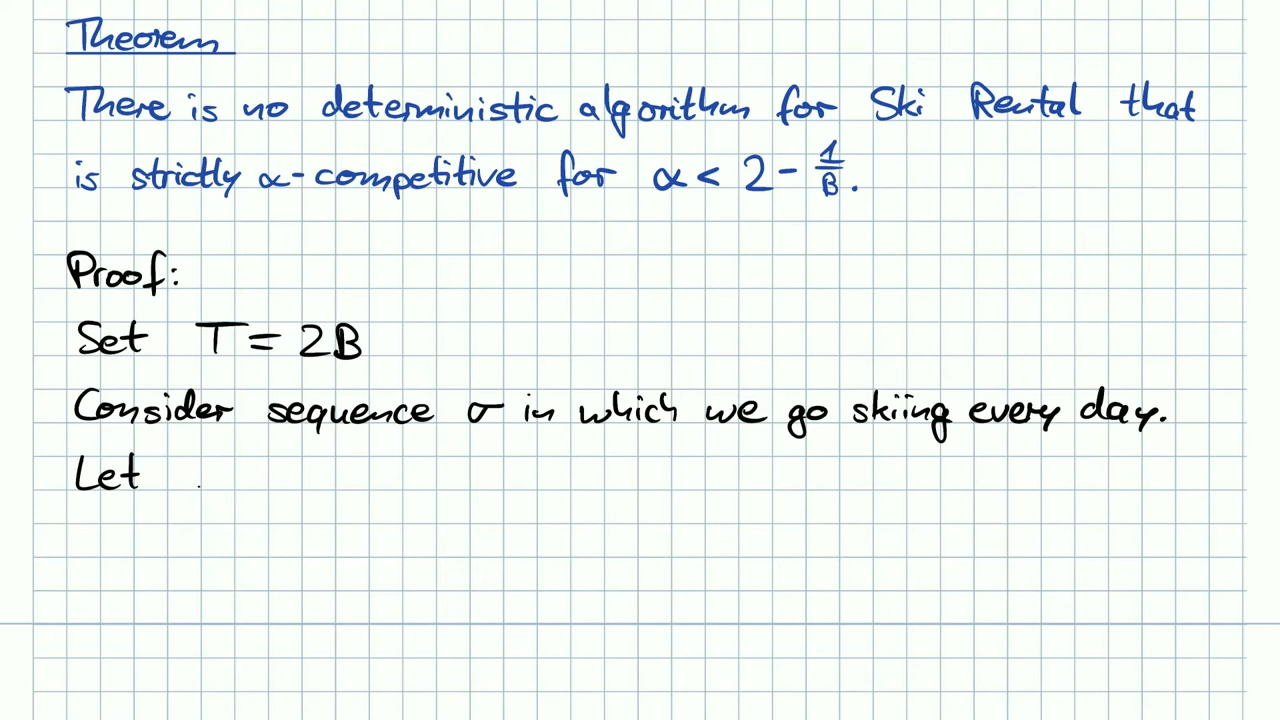 Theorem
There is no deterministic algorithm for Ski Rental that
is strictly α-competitive for α < 2 - 1/B.
Proof:
Set T = 2B
Consider sequence σ in which we go skiing every day.
Let